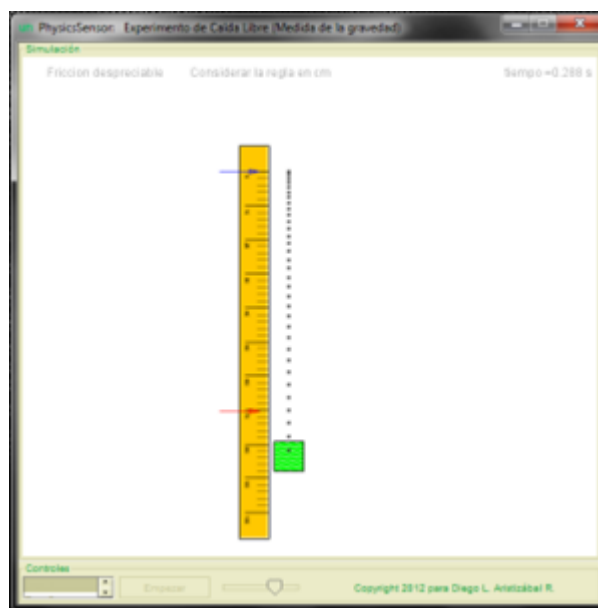 PhysicsSensor: Experimento de Caída Libre (Medida de la gravedad)
Simulación
Friccion despreciable Considerar la regla en cm tiempo =0.288 s
Controles
Empezar Copyright 2012 para Diego L. Aristizábal R.